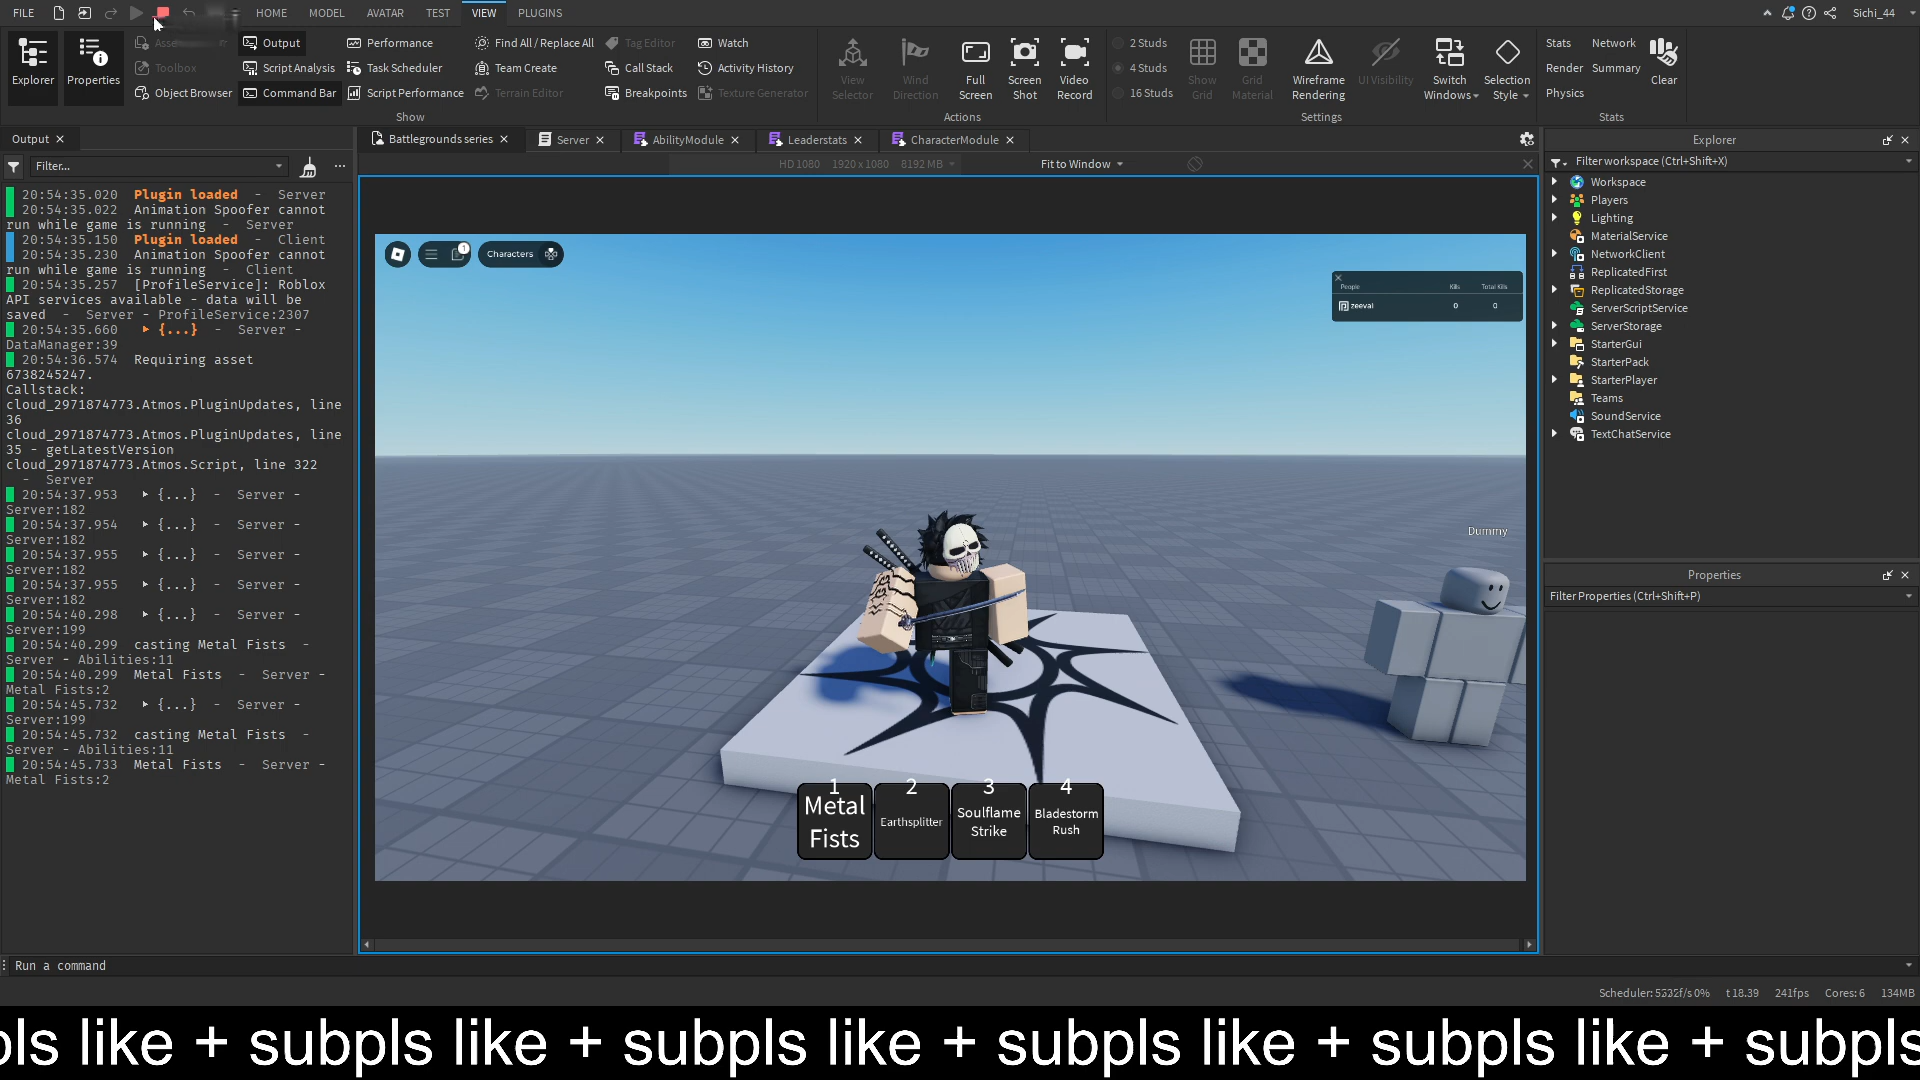 FILE HOME MODEL AVATAR TEST VIEW PLUGINS Sichi_44
Output Performance Find All / Replace All Tag Editor Watch 2 Studs Stats Network
Toolbox Script Analysis Task Scheduler Team Create Call Stack Activity History 4 Studs Render Summary
Object Browser Command Bar Script Performance Terrain Editor Breakpoints Texture Generator 16 Studs Physics
Explorer Properties
View Selector Wind Direction Full Screen Screen Shot Video Record
Show Grid Grid Material Wireframe Rendering UI Visibility Switch Windows Selection Style Clear
Show Actions Settings Stats
Output
Battlegrounds series Server AbilityModule Leaderstats CharacterModule
Filter...
HD1080 1920 x 1080 8192 MB Fit to Window
20:54:35.020 Plugin loaded - Server
20:54:35.022 Animation Spoofer cannot
run while game is running - Server
20:54:35.150 Plugin loaded - Client
20:54:35.230 Animation Spoofer cannot
run while game is running - Client
20:54:35.257 [ProfileService]: Roblox
API services available - data will be
saved - Server - ProfileService:2307
20:54:35.660 {...} - Server -
DataManager:39
20:54:36.574 Requiring asset
6738245247.
Callstack:
cloud_2971874773.Atmos.PluginUpdates, line
36
cloud_2971874773.Atmos.PluginUpdates, line
35 - getLatestVersion
cloud_2971874773.Atmos.Script, line 322
- Server
20:54:37.953 {...} - Server -
Server:182
20:54:37.954 {...} - Server -
Server:182
20:54:37.955 {...} - Server -
Server:182
20:54:37.955 {...} - Server -
Server:182
20:54:40.298 {...} - Server -
Server:199
20:54:40.299 casting Metal Fists -
Server - Abilities:11
20:54:40.299 Metal Fists - Server -
Metal Fists:2
20:54:45.732 {...} - Server -
Server:199
20:54:45.732 casting Metal Fists -
Server - Abilities:11
20:54:45.733 Metal Fists - Server -
Metal Fists:2
1
Characters
People Kills Total Kills
zeeval 0 0
Dummy
1 2 3 4
Metal Fists
Earthsplitter
Soulflame Strike
Bladestorm Rush
Explorer
Filter workspace (Ctrl+Shift+X)
Workspace
Players
Lighting
MaterialService
NetworkClient
ReplicatedFirst
ReplicatedStorage
ServerScriptService
ServerStorage
StarterGui
StarterPack
StarterPlayer
Teams
SoundService
TextChatService
Properties
Filter Properties (Ctrl+Shift+P)
Run a command
t 18.39 241fps Cores: 6 134MB
pls like + subpls like + subpls like + subpls like + subpls like + subpls